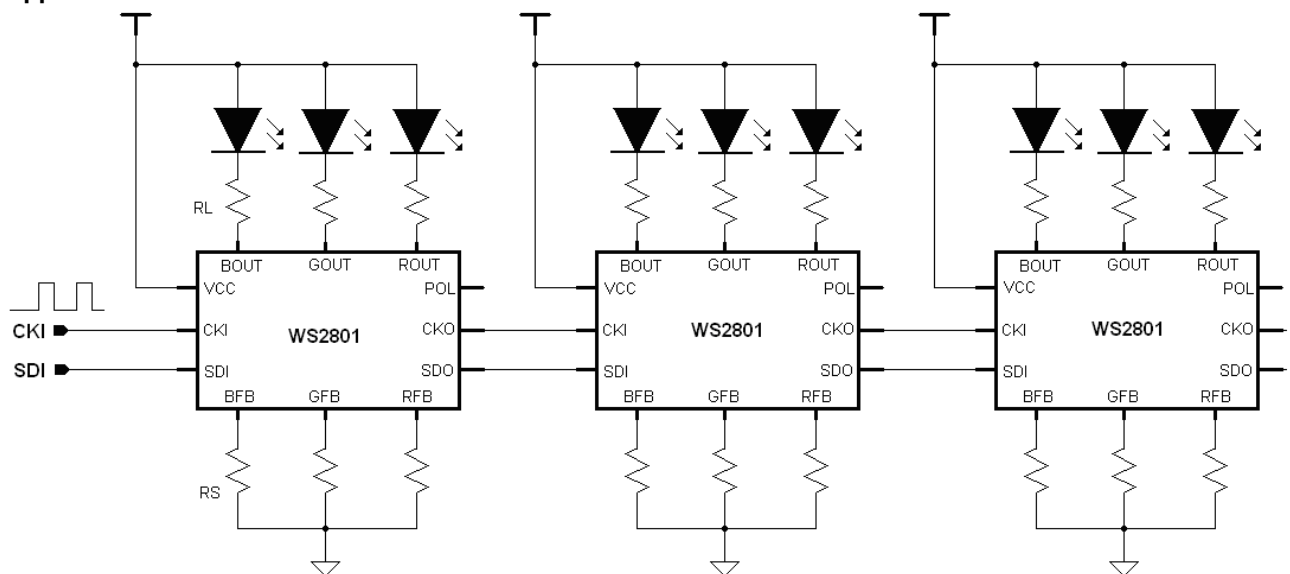 RL
BOUT GOUT ROUT
VCC POL
CKI CKI WS2801 CKO
SDI SDI SDO
BFB GFB RFB
RS
BOUT GOUT ROUT
VCC POL
CKI WS2801 CKO
SDI SDO
BFB GFB RFB
BOUT GOUT ROUT
VCC POL
CKI WS2801 CKO
SDI SDO
BFB GFB RFB